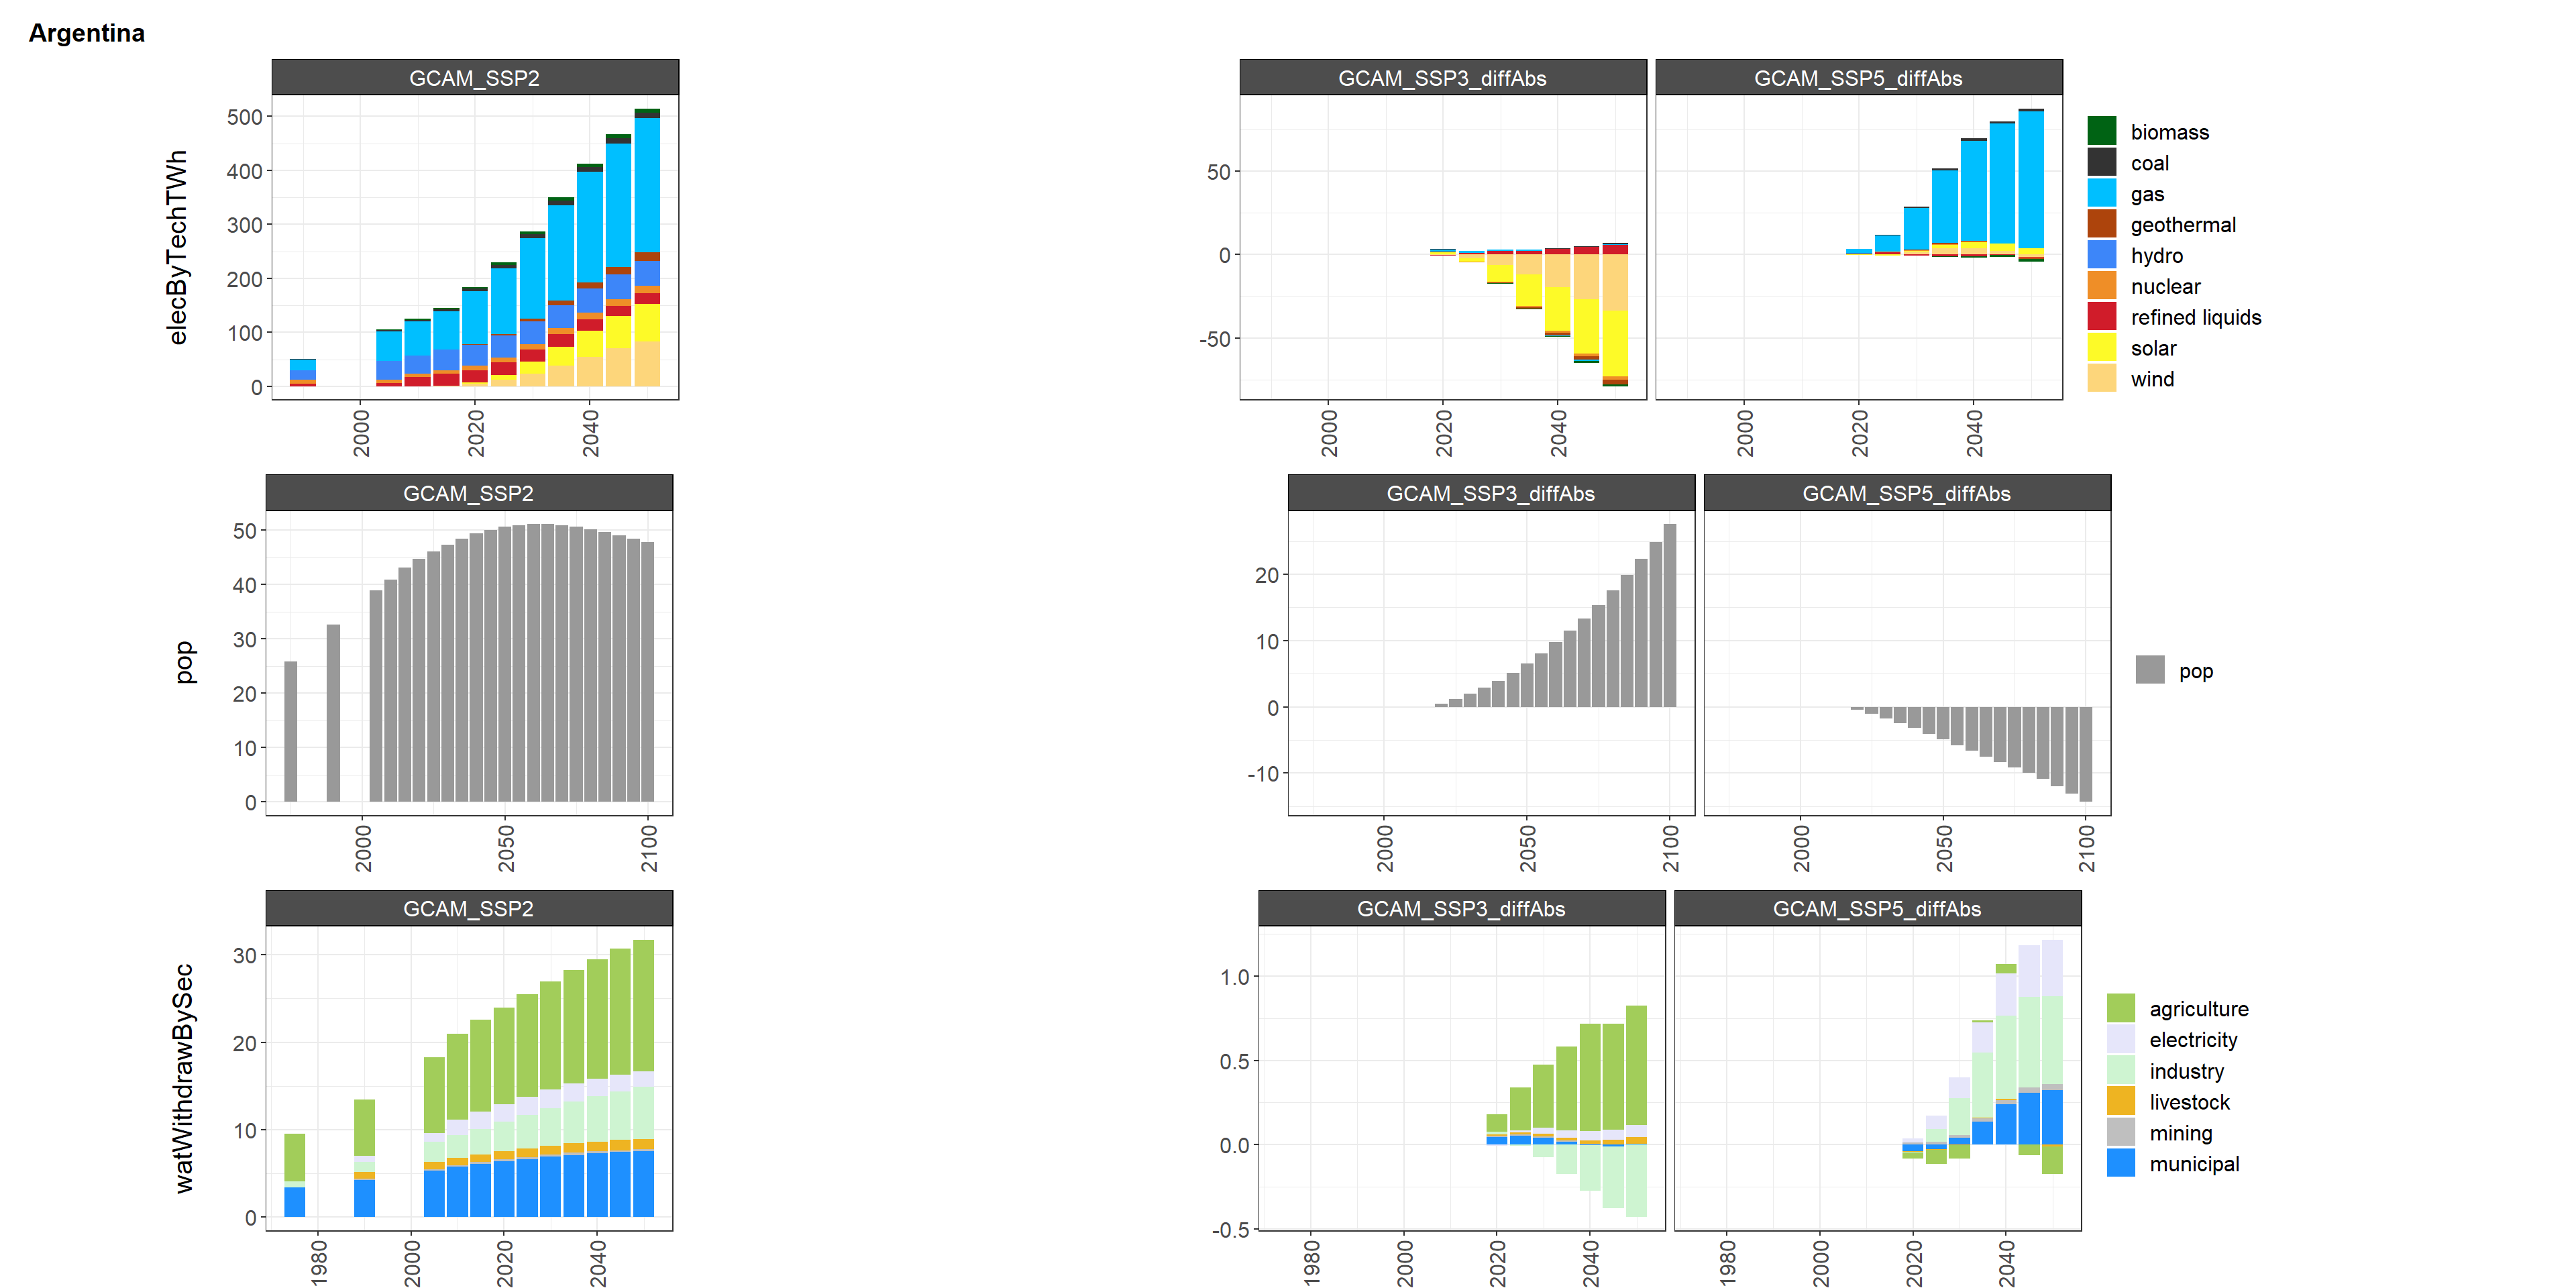 Argentina
GCAM_SSP2
GCAM_SSP3_diffAbs
GCAM_SSP5_diffAbs
elecByTechTWh
500
400
300
200
100
0
2000
2020
2040
50
0
-50
2000
2020
2040
2000
2020
2040
biomass
coal
gas
geothermal
hydro
nuclear
refined liquids
solar
wind
GCAM_SSP2
GCAM_SSP3_diffAbs
GCAM_SSP5_diffAbs
pop
50
40
30
20
10
0
2000
2050
2100
20
10
0
-10
2000
2050
2100
2000
2050
2100
pop
GCAM_SSP2
GCAM_SSP3_diffAbs
GCAM_SSP5_diffAbs
watWithdrawBySec
30
20
10
0
1980
2000
2020
2040
1.0
0.5
0.0
-0.5
1980
2000
2020
2040
1980
2000
2020
2040
agriculture
electricity
industry
livestock
mining
municipal